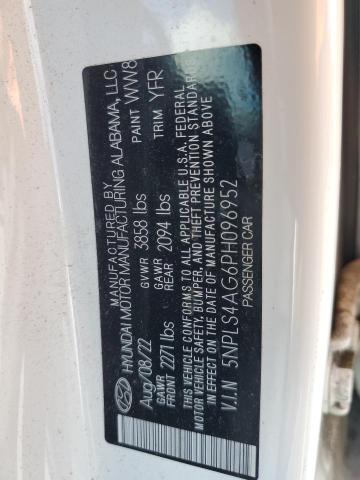 MANUFACTURED BY
HYUNDAI MOTOR MANUFACTURING ALABAMA, LLC
Aug/08/22 GVWR 3858 lbs PAINT WW8
GAWR FRONT 2271 lbs GAWR REAR 2094 lbs TRIM YFR
THIS VEHICLE CONFORMS TO ALL APPLICABLE U.S.A. FEDERAL
MOTOR VEHICLE SAFETY, BUMPER, AND THEFT PREVENTION STANDARDS
IN EFFECT ON THE DATE OF MANUFACTURE SHOWN ABOVE
V.I.N 5NPLS4AG6PH096952
PASSENGER CAR